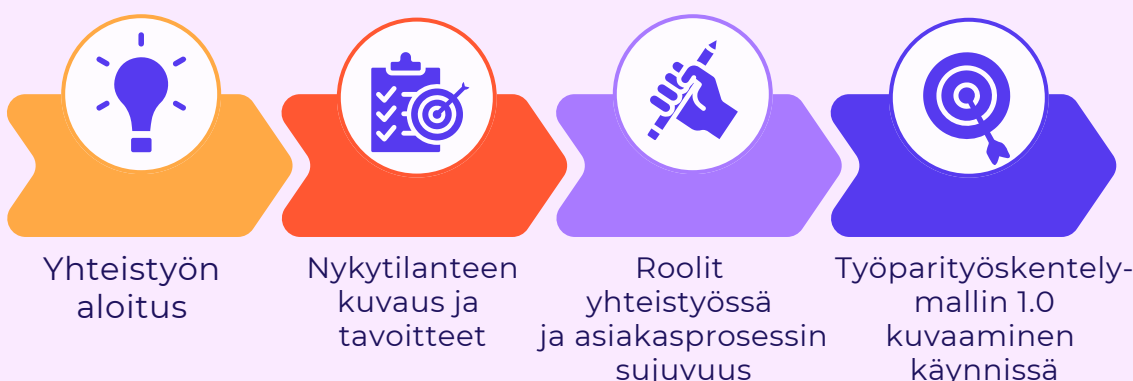 Yhteistyön
aloitus
Nykytilanteen
kuvaus ja
tavoitteet
Roolit
yhteistyössä
ja asiakasprosessin
sujuvuus
Työparityöskentely-
mallin 1.0
kuvaaminen
käynnissä